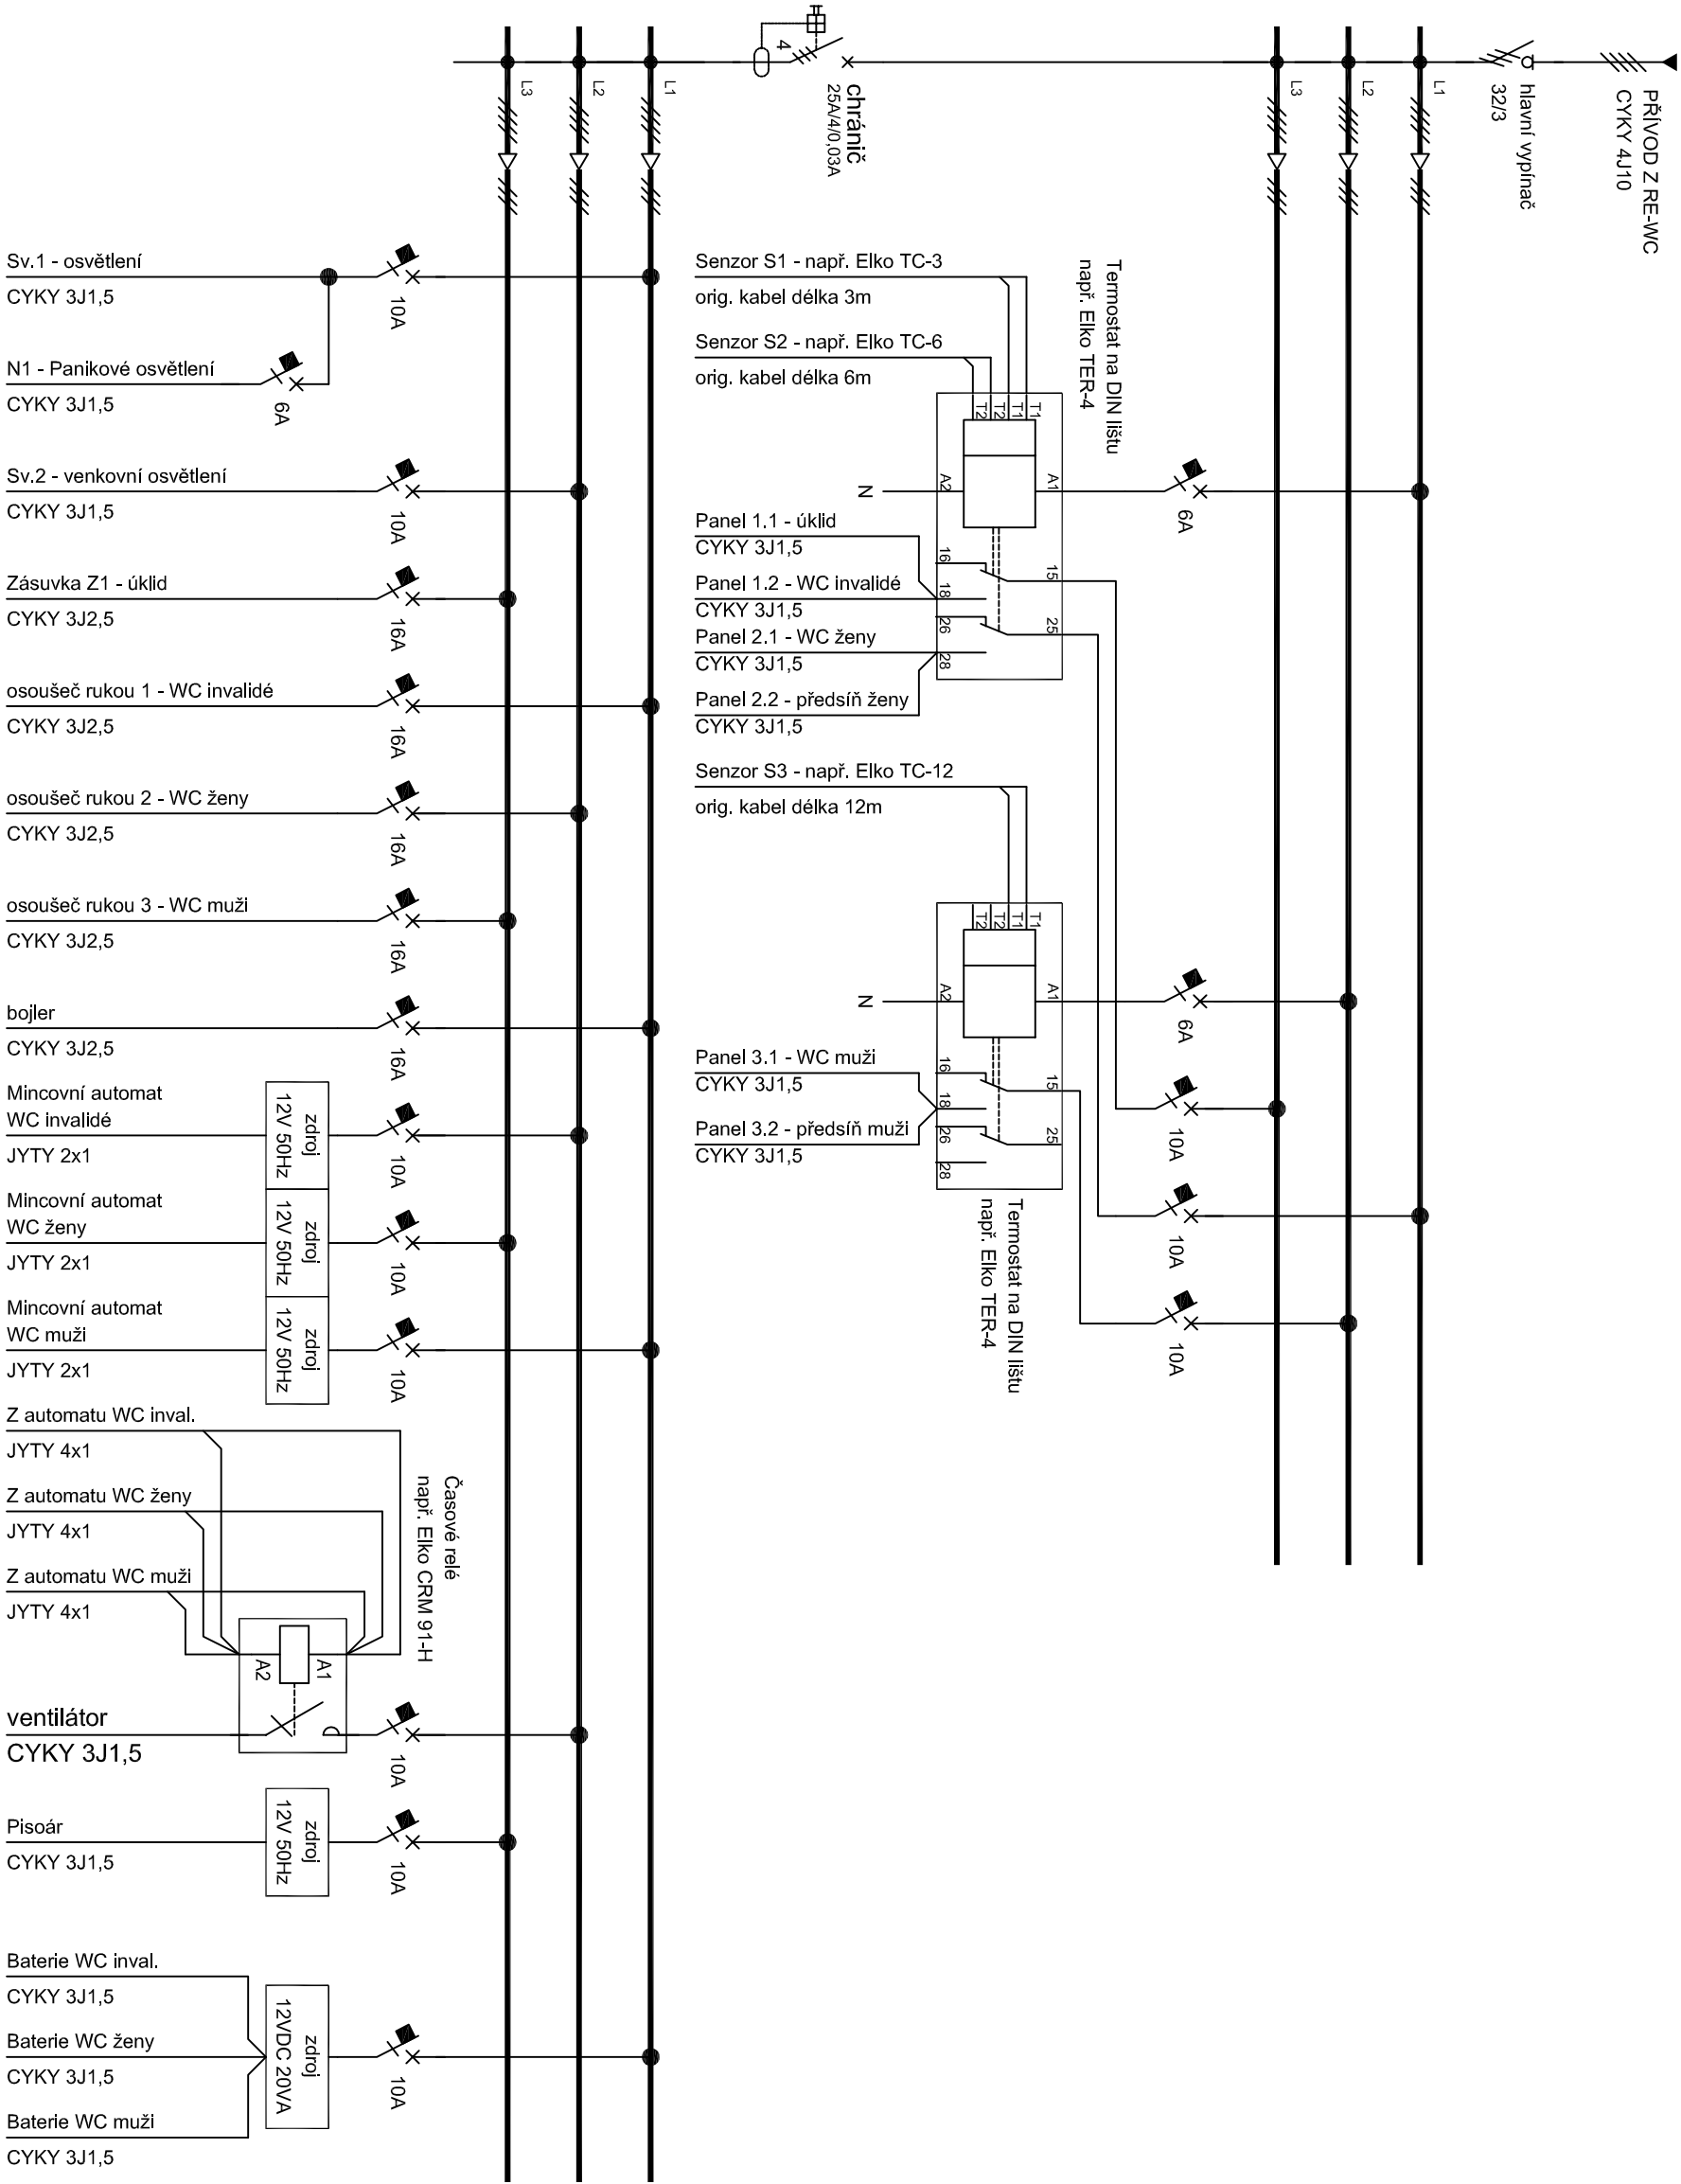 PŘÍVOD Z RE-WC
CYKY 4J10
hlavní vypínač
32/3
L1
L2
L3
chránič
25A/4/0,03A
4
L1
L2
L3
Sv.1 - osvětlení
CYKY 3J1,5
10A
N1 - Panikové osvětlení
CYKY 3J1,5
6A
Sv.2 - venkovní osvětlení
CYKY 3J1,5
10A
Zásuvka Z1 - úklid
CYKY 3J2,5
16A
osoušeč rukou 1 - WC invalidé
CYKY 3J2,5
16A
osoušeč rukou 2 - WC ženy
CYKY 3J2,5
16A
osoušeč rukou 3 - WC muži
CYKY 3J2,5
16A
bojler
CYKY 3J2,5
16A
Mincovní automat
WC invalidé
JYTY 2x1
zdroj
12V 50Hz
10A
Mincovní automat
WC ženy
JYTY 2x1
zdroj
12V 50Hz
10A
Mincovní automat
WC muži
JYTY 2x1
zdroj
12V 50Hz
10A
Z automatu WC inval.
JYTY 4x1
Z automatu WC ženy
JYTY 4x1
Z automatu WC muži
JYTY 4x1
Časové relé
např. Elko CRM 91-H
A1
A2
ventilátor
CYKY 3J1,5
10A
Pisoár
CYKY 3J1,5
zdroj
12V 50Hz
10A
Baterie WC inval.
CYKY 3J1,5
Baterie WC ženy
CYKY 3J1,5
Baterie WC muži
CYKY 3J1,5
zdroj
12VDC 20VA
10A
Senzor S1 - např. Elko TC-3
orig. kabel délka 3m
Senzor S2 - např. Elko TC-6
orig. kabel délka 6m
Termostat na DIN lištu
např. Elko TER-4
T1
T1
T2
T2
A1
A2
N
6A
15
16
18
25
26
28
Panel 1.1 - úklid
CYKY 3J1,5
Panel 1.2 - WC invalidé
CYKY 3J1,5
Panel 2.1 - WC ženy
CYKY 3J1,5
Panel 2.2 - předsíň ženy
CYKY 3J1,5
Senzor S3 - např. Elko TC-12
orig. kabel délka 12m
T1
T1
T2
T2
A1
A2
N
6A
15
16
18
25
26
28
Panel 3.1 - WC muži
CYKY 3J1,5
Panel 3.2 - předsíň muži
CYKY 3J1,5
Termostat na DIN lištu
např. Elko TER-4
10A
10A
10A